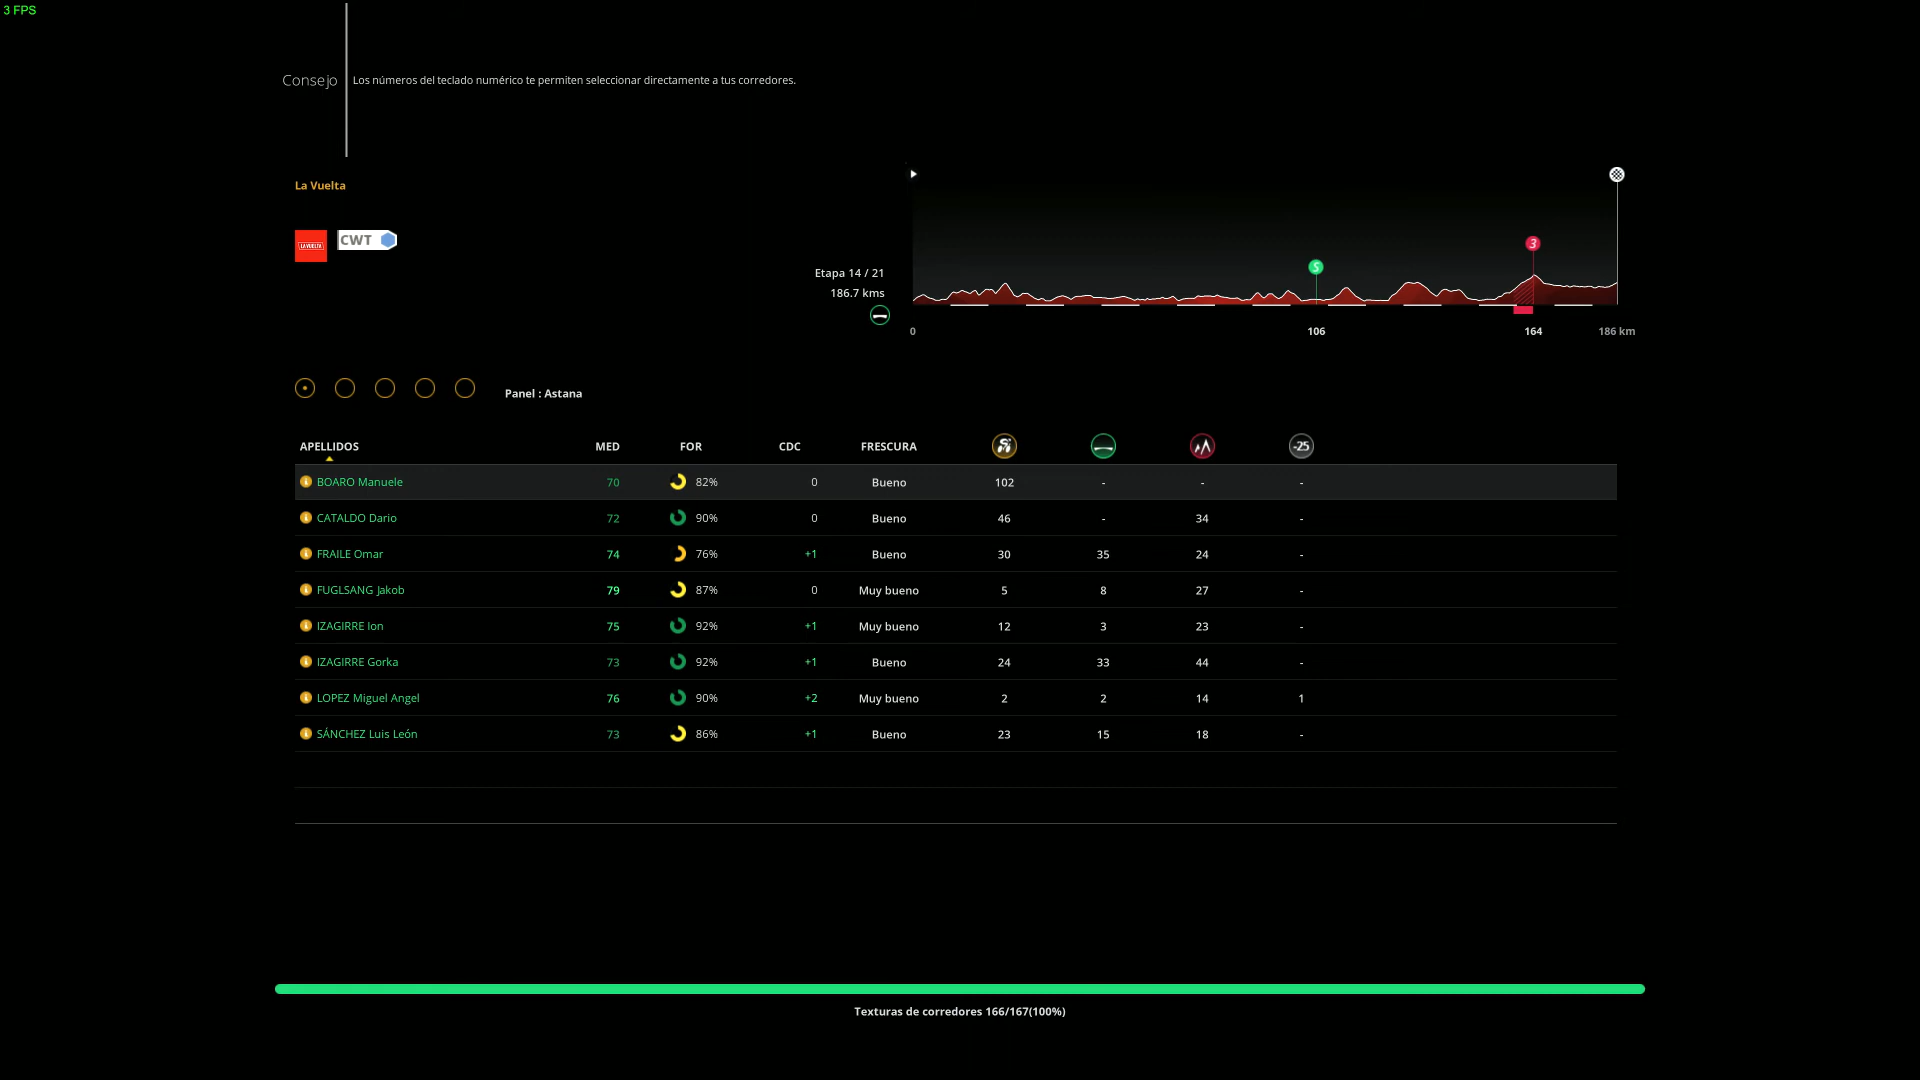 3 FPS
Consejo
Los números del teclado numérico te permiten seleccionar directamente a tus corredores.
La Vuelta
LA VUELTA
CWT
Etapa 14 / 21
186.7 kms
3
S
0 106 164 186 km
Panel : Astana
APELLIDOS MED FOR CDC FRESCURA -25
BOARO Manuele 70 82% 0 Bueno 102 - - -
CATALDO Dario 72 90% 0 Bueno 46 - 34 -
FRAILE Omar 74 76% +1 Bueno 30 35 24 -
FUGLSANG Jakob 79 87% 0 Muy bueno 5 8 27 -
IZAGIRRE Ion 75 92% +1 Muy bueno 12 3 23 -
IZAGIRRE Gorka 73 92% +1 Bueno 24 33 44 -
LOPEZ Miguel Angel 76 90% +2 Muy bueno 2 2 14 1
SÁNCHEZ Luis León 73 86% +1 Bueno 23 15 18 -
Texturas de corredores 166/167(100%)